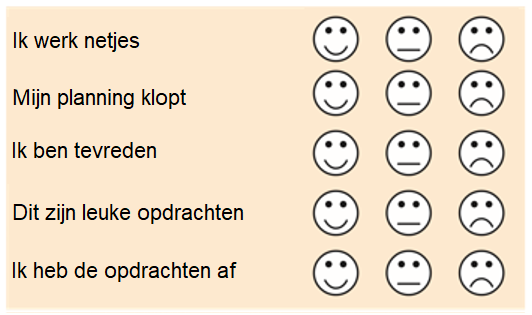 Ik werk netjes
Mijn planning klopt
Ik ben tevreden
Dit zijn leuke opdrachten
Ik heb de opdrachten af